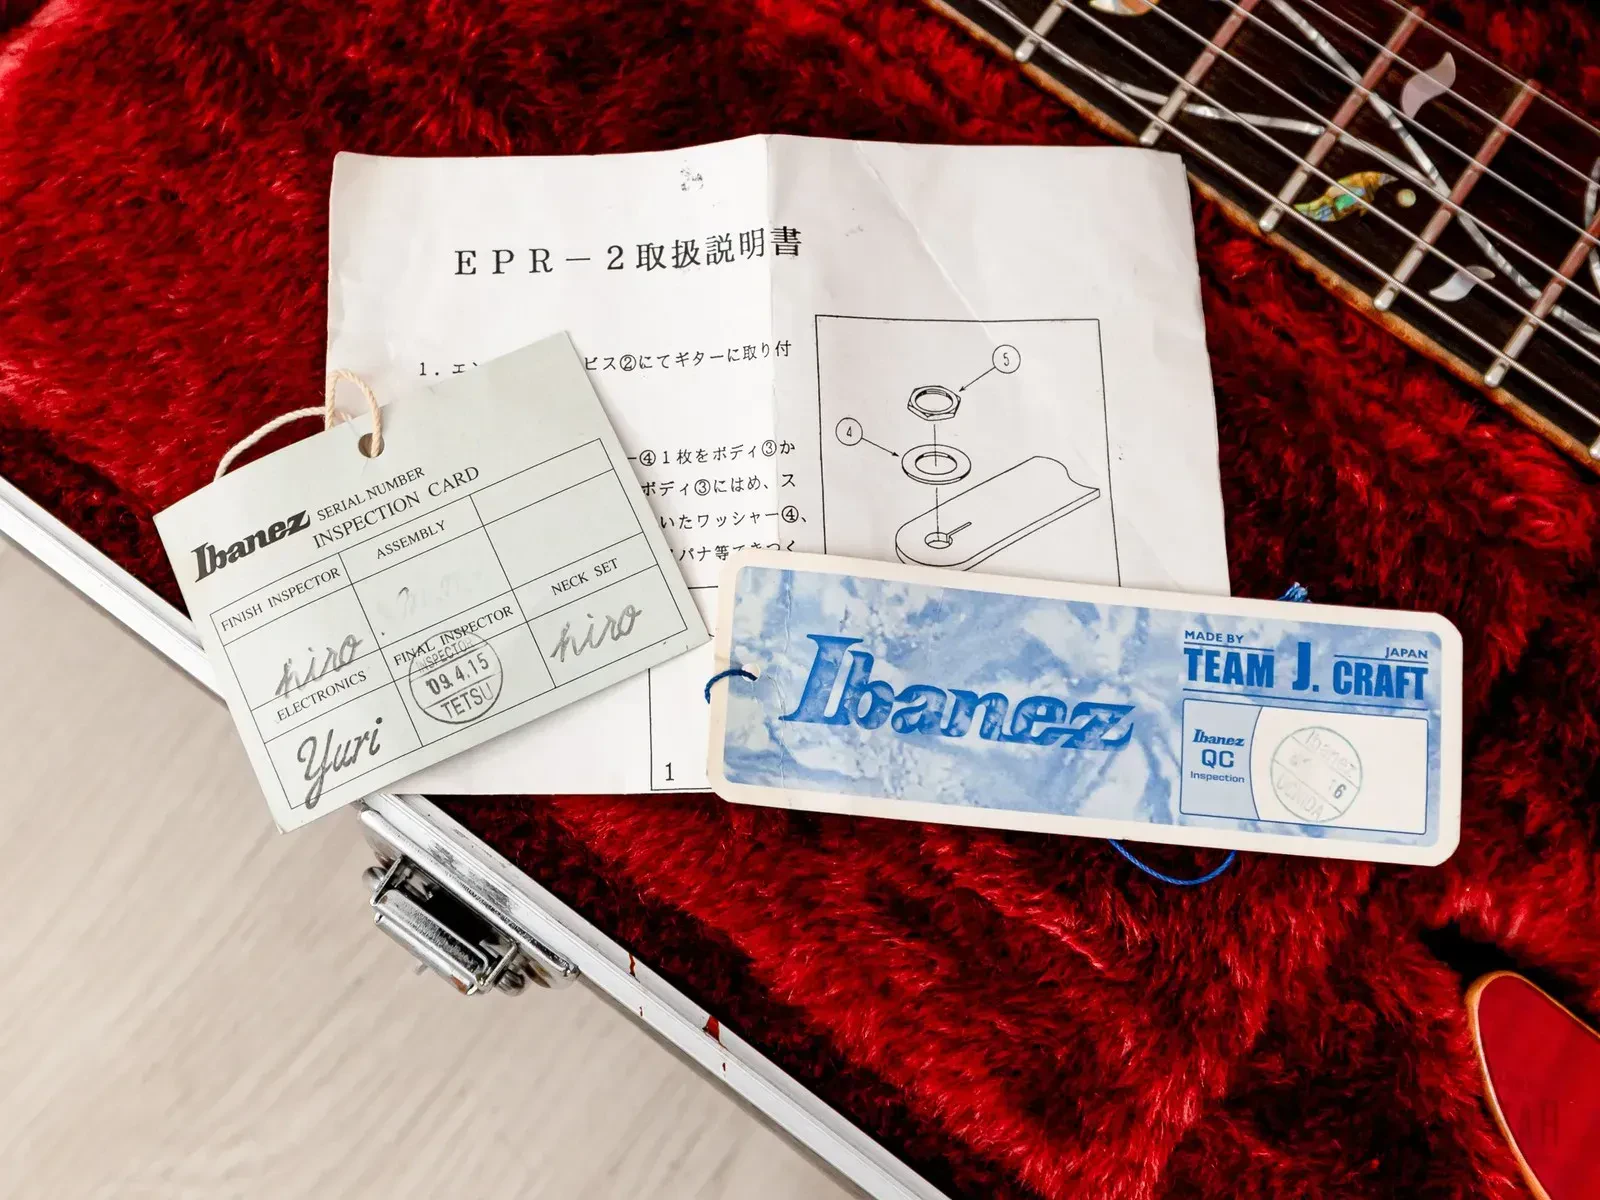 EPR－2取扱説明書
1．エン
ビス②にてギターに取り付
ー④1枚をボディ③か
ボディ③にはめ、ス
いたワッシャー④、
パナ等できつく
5
4
1
Ibanez SERIAL NUMBER
INSPECTION CARD
FINISH INSPECTOR
ASSEMBLY
hiro
ELECTRONICS
FINAL INSPECTOR
NECK SET
Yuri
INSPECTOR
'09.4.15
TETSU
hiro
Ibanez
MADE BY
JAPAN
TEAM J. CRAFT
Ibanez
QC
Inspection
Ibanez
16